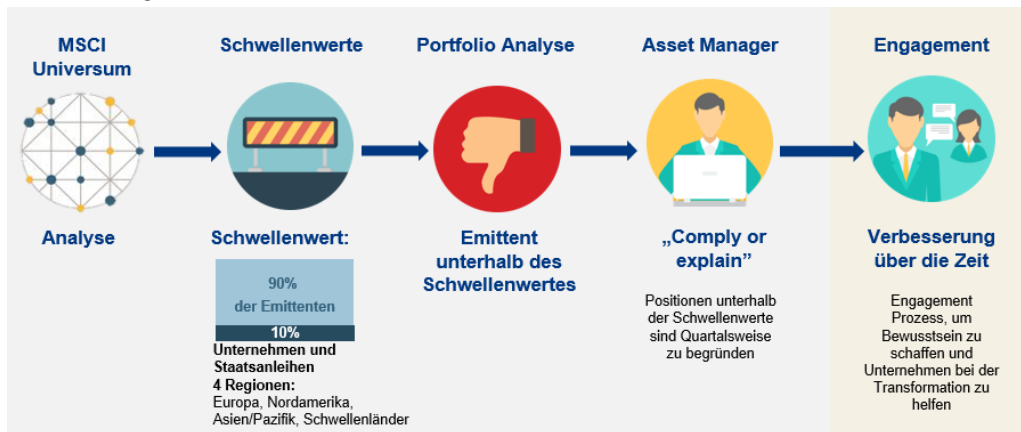 MSCI
Universum
Analyse
Schwellenwerte
Schwellenwert:
90%
der Emittenten
10%
Unternehmen und
Staatsanleihen
4 Regionen:
Europa, Nordamerika,
Asien/Pazifik, Schwellenländer
Portfolio Analyse
Emittent
unterhalb des
Schwellenwertes
Asset Manager
„Comply or
explain”
Positionen unterhalb
der Schwellenwerte
sind Quartalsweise
zu begründen
Engagement
Verbesserung
über die Zeit
Engagement
Prozess, um
Bewusstsein zu
schaffen und
Unternehmen bei der
Transformation zu
helfen